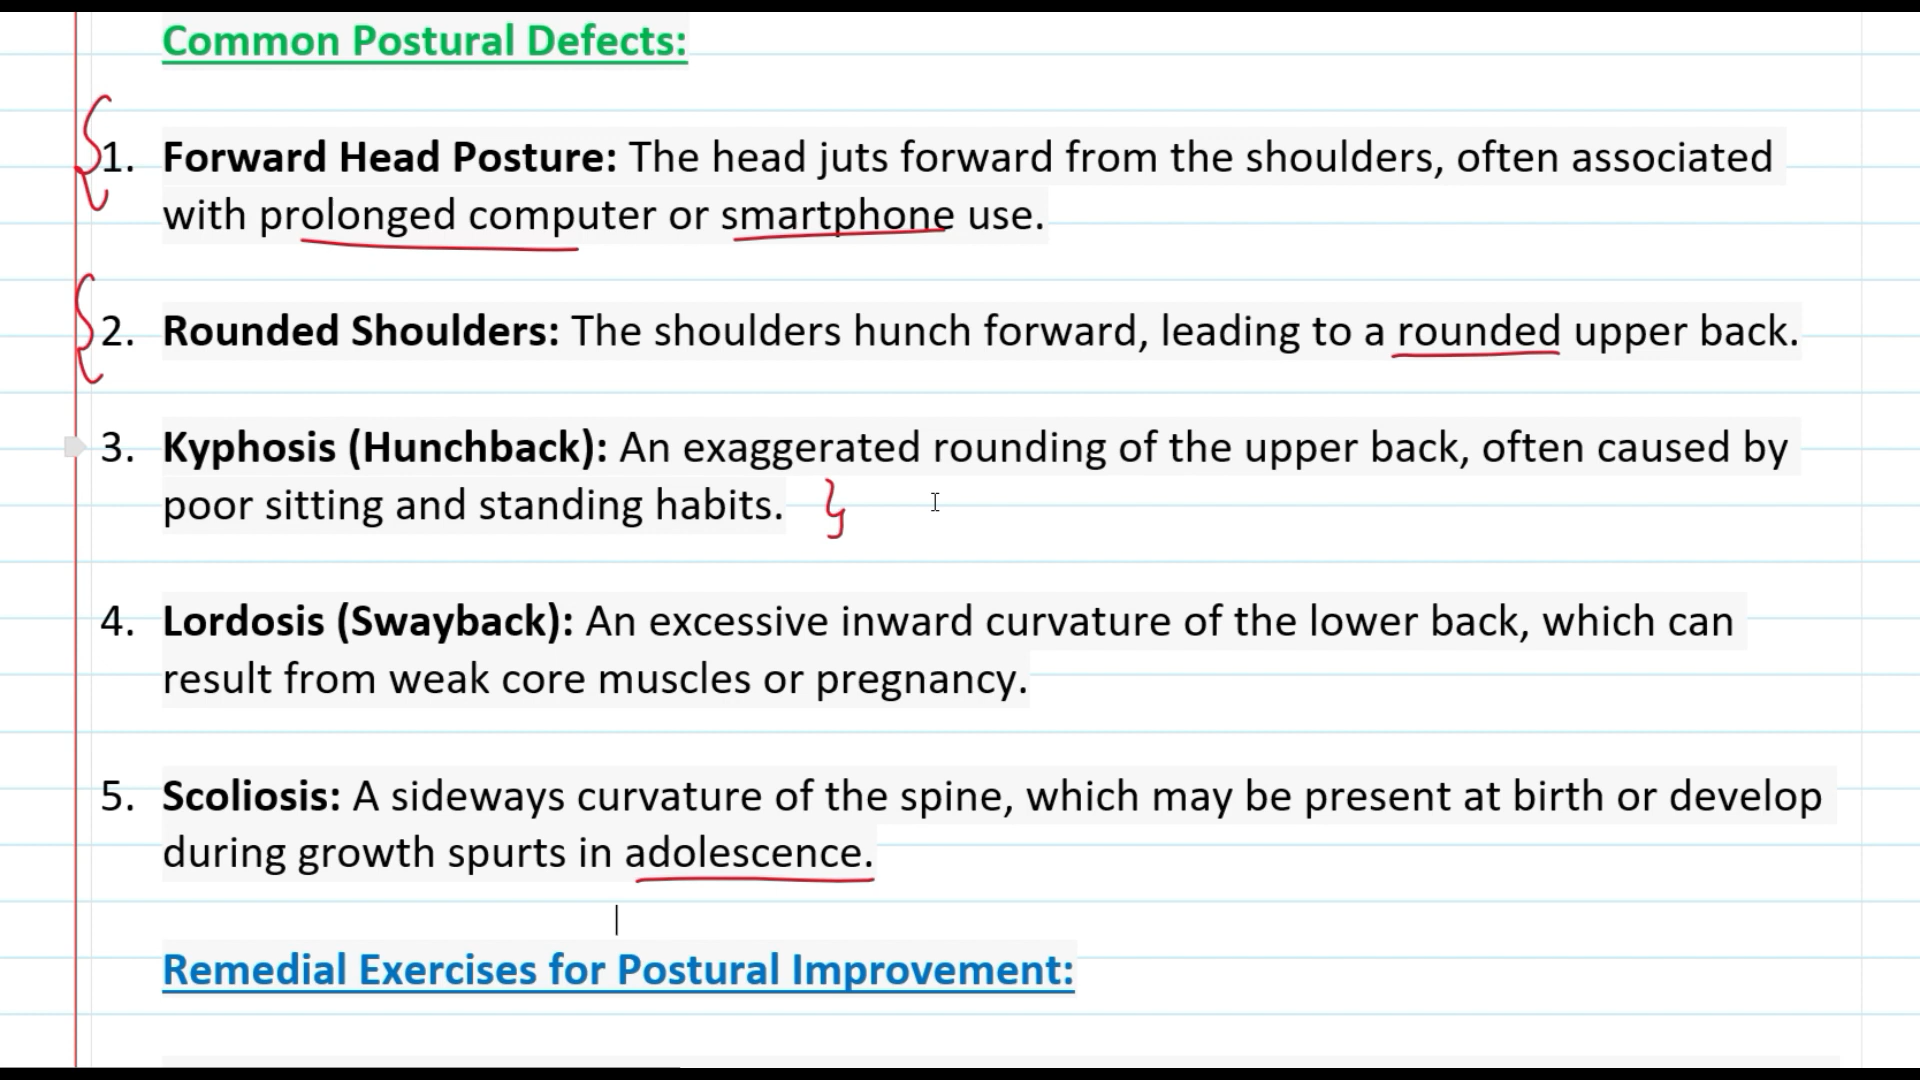 Common Postural Defects:
1. Forward Head Posture: The head juts forward from the shoulders, often associated
with prolonged computer or smartphone use.
2. Rounded Shoulders: The shoulders hunch forward, leading to a rounded upper back.
3. Kyphosis (Hunchback): An exaggerated rounding of the upper back, often caused by
poor sitting and standing habits.
4. Lordosis (Swayback): An excessive inward curvature of the lower back, which can
result from weak core muscles or pregnancy.
5. Scoliosis: A sideways curvature of the spine, which may be present at birth or develop
during growth spurts in adolescence.
Remedial Exercises for Postural Improvement: